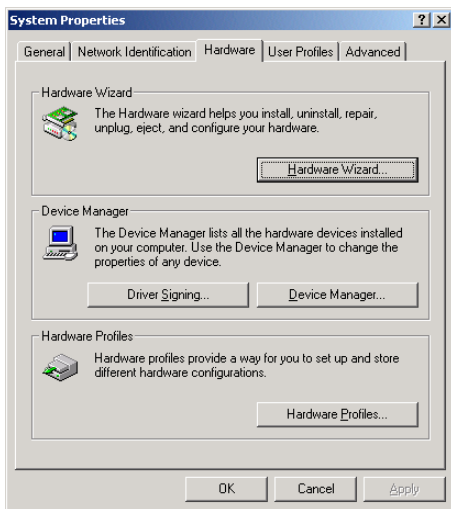 System Properties
General
Network Identification
Hardware
User Profiles
Advanced
Hardware Wizard
The Hardware wizard helps you install, uninstall, repair,
unplug, eject, and configure your hardware.
Hardware Wizard...
Device Manager
The Device Manager lists all the hardware devices installed
on your computer. Use the Device Manager to change the
properties of any device.
Driver Signing...
Device Manager...
Hardware Profiles
Hardware profiles provide a way for you to set up and store
different hardware configurations.
Hardware Profiles...
OK
Cancel
Apply